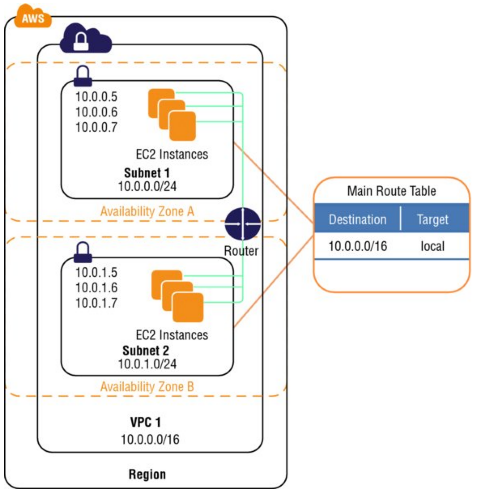 AWS
10.0.0.5
10.0.0.6
10.0.0.7
EC2 Instances
Subnet 1
10.0.0.0/24
Availability Zone A
Router
10.0.1.5
10.0.1.6
10.0.1.7
EC2 Instances
Subnet 2
10.0.1.0/24
Availability Zone B
VPC 1
10.0.0.0/16
Region
Main Route Table
Destination Target
10.0.0.0/16 local